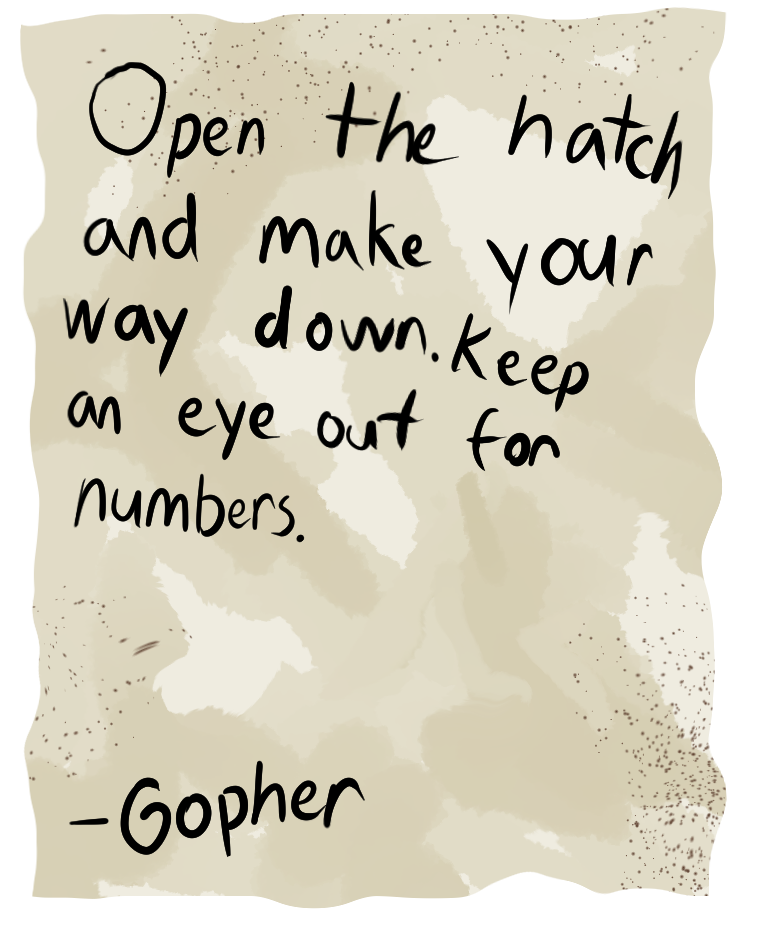 Open the hatch
and make your
way down. Keep
an eye out for
numbers.
-Gopher